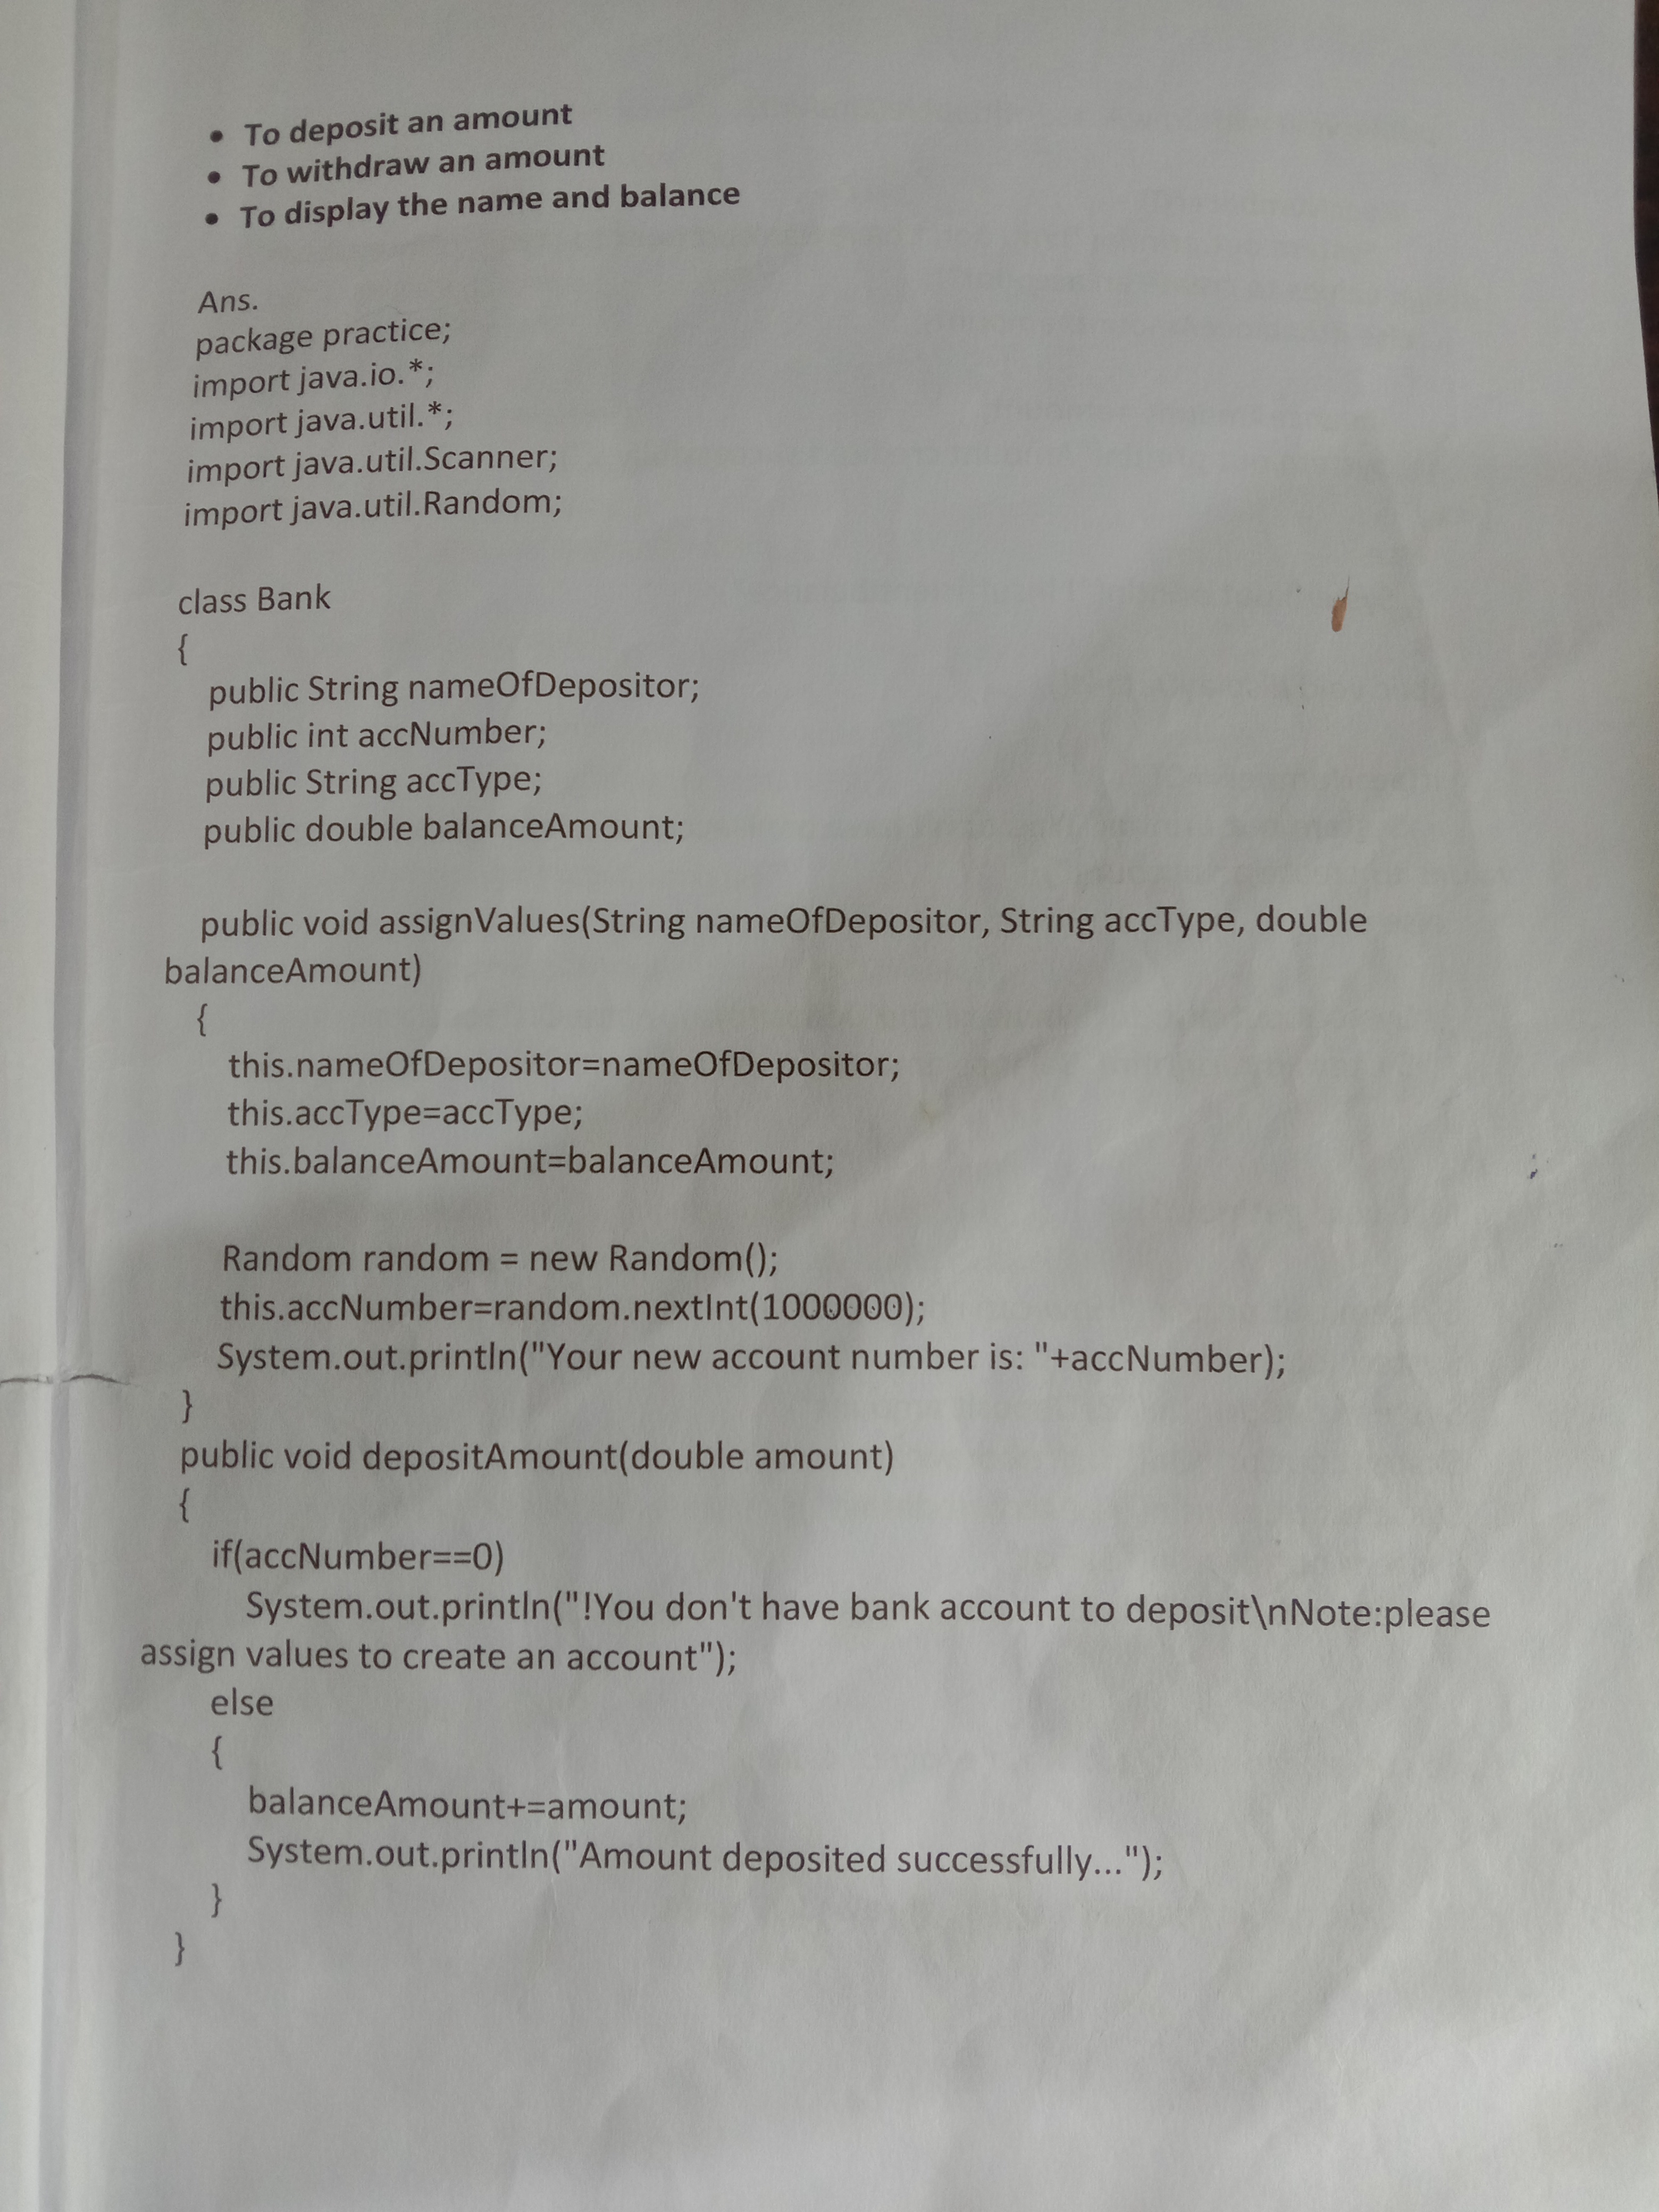 • To deposit an amount
• To withdraw an amount
• To display the name and balance
Ans.
package practice;
import java.io.*;
import java.util.*;
import java.util.Scanner;
import java.util.Random;
class Bank
{
public String nameOfDepositor;
public int accNumber;
public String accType;
public double balanceAmount;
public void assignValues(String nameOfDepositor, String accType, double
balanceAmount)
{
this.nameOfDepositor=nameOfDepositor;
this.accType=accType;
this.balanceAmount=balanceAmount;
Random random = new Random();
this.accNumber=random.nextInt(1000000);
System.out.println("Your new account number is: "+accNumber);
}
public void depositAmount(double amount)
{
if(accNumber==0)
System.out.println("!You don't have bank account to deposit\nNote:please
assign values to create an account");
else
{
balanceAmount+=amount;
System.out.println("Amount deposited successfully...");
}
}